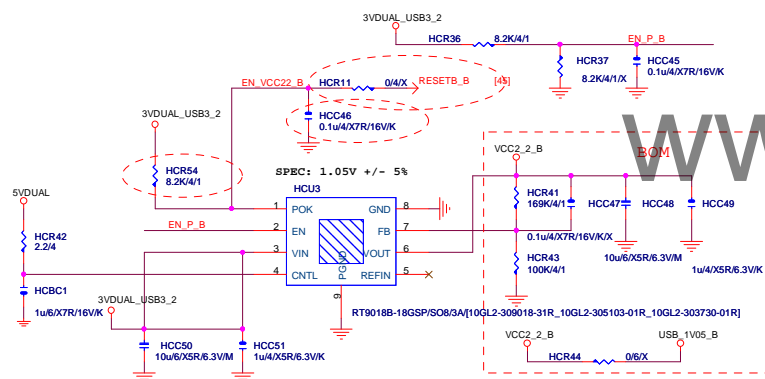 3VDUAL_USB3_2
HCR36 8.2K/4/1 EN_P_B
HCR37
8.2K/4/1/X
HCC45
0.1u/4/X7R/16V/K
EN_VCC22_B HCR11 0/4/X RESETB_B [45]
HCC46
0.1u/4/X7R/16V/K
3VDUAL_USB3_2
HCR54
8.2K/4/1
SPEC: 1.05V +/- 5%
WW
BOM
VCC2_2_B
HCU3
5VDUAL
HCR42
2.2/4
EN_P_B
1 POK GND 8
2 EN FB 7
3 VIN VOUT 6
4 CNTL REFIN 5
PGND
9
HCR41
169K/4/1
HCC47 HCC48 HCC49
0.1u/4/X7R/16V/K/X
HCR43
100K/4/1
10u/6/X5R/6.3V/M
1u/4/X5R/6.3V/K
HCBC1
1u/6/X7R/16V/K
3VDUAL_USB3_2
HCC50
10u/6/X5R/6.3V/M
HCC51
1u/4/X5R/6.3V/K
RT9018B-18GSP/SO8/3A/[10GL2-309018-31R_10GL2-305103-01R_10GL2-303730-01R]
VCC2_2_B USB_1V05_B
HCR44 0/6/X